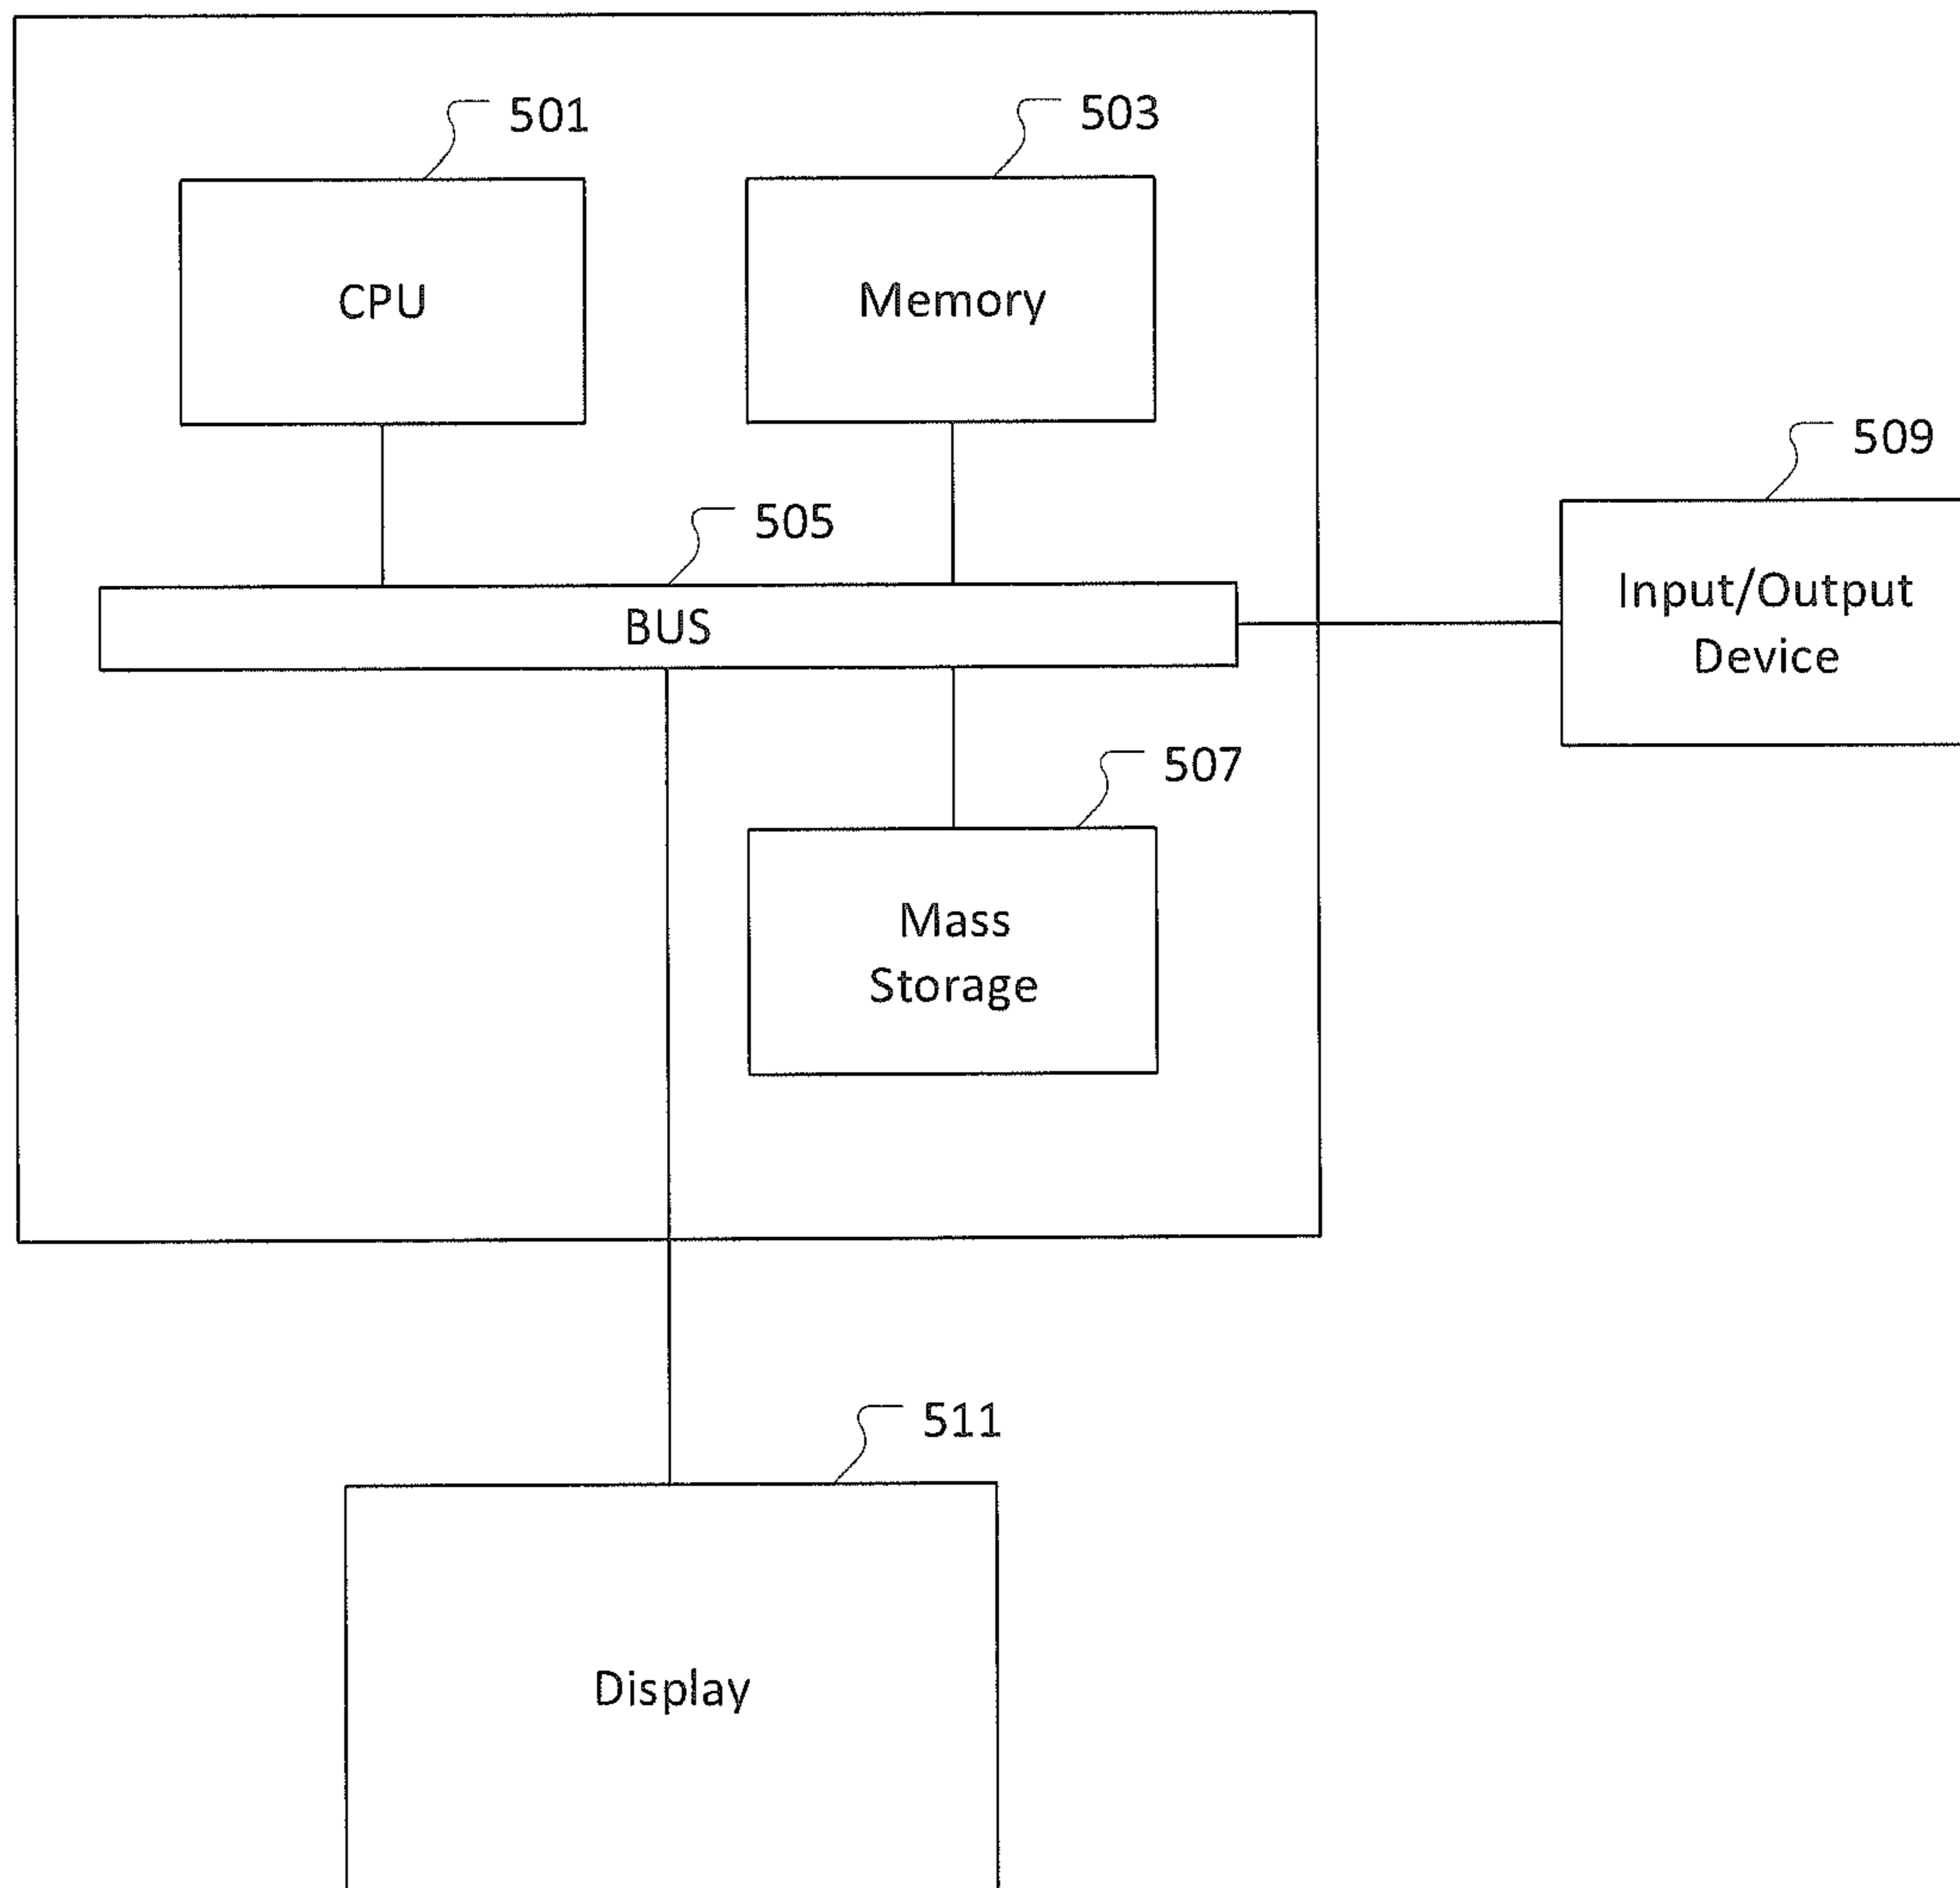 501
503
CPU
Memory
509
505
Input/Output
Device
BUS
507
Mass
Storage
511
Display